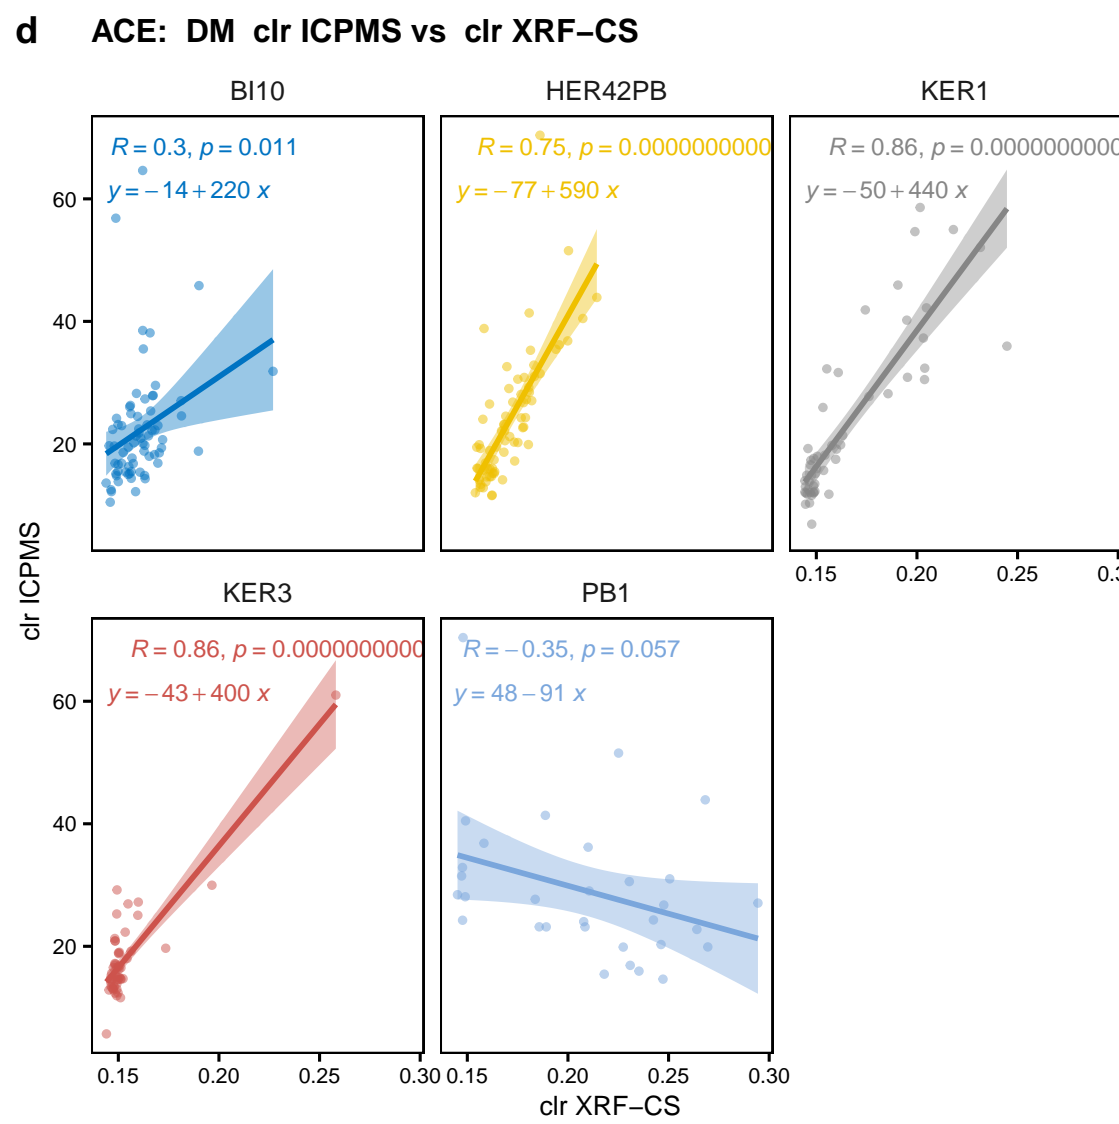 d ACE: DM clr ICPMS vs clr XRF−CS
BI10 HER42PB KER1
R = 0.3, p = 0.011
R = 0.75, p = 0.0000000000
R = 0.86, p = 0.0000000000
y = −14 + 220 x
y = −77 + 590 x
y = −50 + 440 x
60
40
20
0.15 0.20 0.25 0.3
KER3 PB1
R = 0.86, p = 0.0000000000
R = −0.35, p = 0.057
y = −43 + 400 x
y = 48 − 91 x
60
40
20
0.15 0.20 0.25 0.30
0.15 0.20 0.25 0.30
clr ICPMS
clr XRF−CS